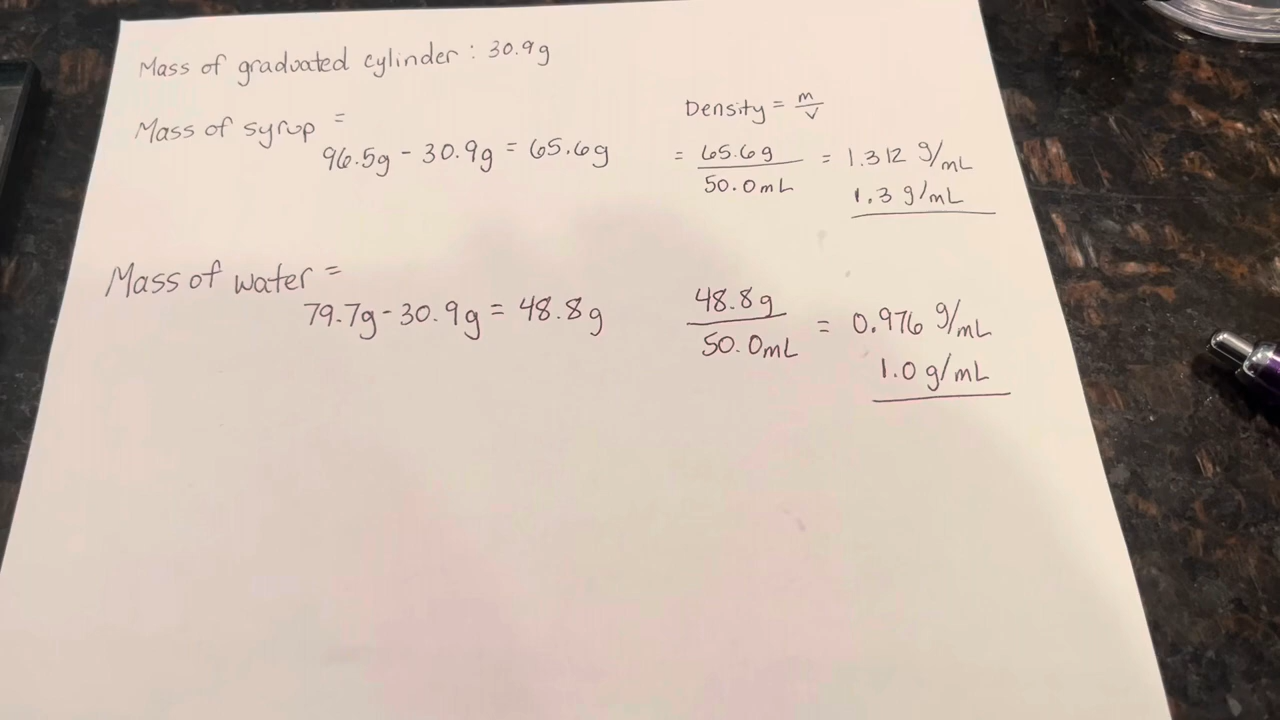 Mass of graduated cylinder : 30.9g
Mass of syrup =
96.5g - 30.9g = 65.6g
Density = m/v
= 65.6g / 50.0mL = 1.312 g/mL
1.3 g/mL
Mass of water =
79.7g - 30.9g = 48.8g
48.8g / 50.0mL = 0.976 g/mL
1.0 g/mL